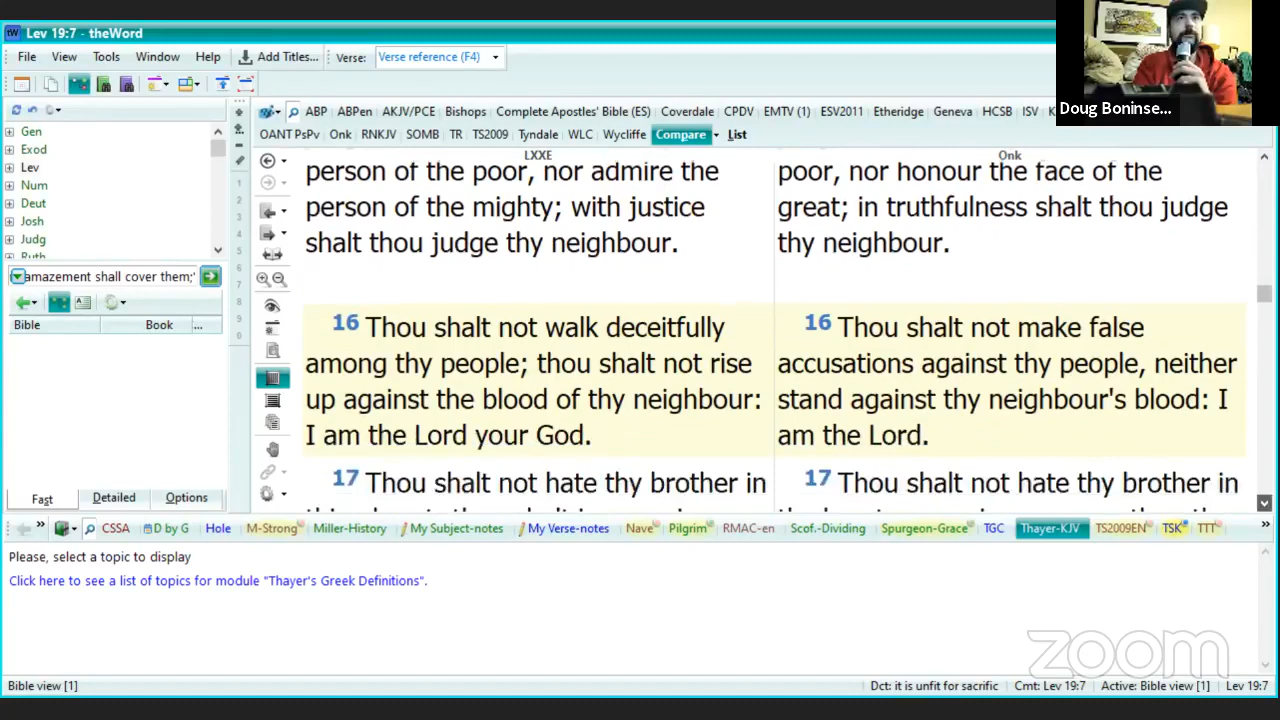 Lev 19:7 - theWord
File View Tools Window Help Add Titles... Verse: Verse reference (F4)
Doug Boninse...
ABP ABPen AKJV/PCE Bishops Complete Apostles' Bible (ES) Coverdale CPDV EMTV (1) ESV2011 Etheridge Geneva HCSB ISV K
OANT PsPv Onk RNKJV SOMB TR TS2009 Tyndale WLC Wycliffe Compare List
Gen
Exod
Lev
Num
Deut
Josh
Judg
Ruth
amazement shall cover them;'
Bible Book ...
Fast Detailed Options
1
2
3
4
5
6
7
8
9
0
LXXE
person of the poor, nor admire the
person of the mighty; with justice
shalt thou judge thy neighbour.
16 Thou shalt not walk deceitfully
among thy people; thou shalt not rise
up against the blood of thy neighbour:
I am the Lord your God.
17 Thou shalt not hate thy brother in
Onk
poor, nor honour the face of the
great; in truthfulness shalt thou judge
thy neighbour.
16 Thou shalt not make false
accusations against thy people, neither
stand against thy neighbour's blood: I
am the Lord.
17 Thou shalt not hate thy brother in
CSSA D by G Hole M-Strong Miller-History My Subject-notes My Verse-notes Nave Pilgrim RMAC-en Scof.-Dividing Spurgeon-Grace TGC Thayer-KJV TS2009EN TSK TTT
Please, select a topic to display
Click here to see a list of topics for module "Thayer's Greek Definitions".
zoom
Bible view [1] Dct: it is unfit for sacrific Cmt: Lev 19:7 Active: Bible view [1] Lev 19:7